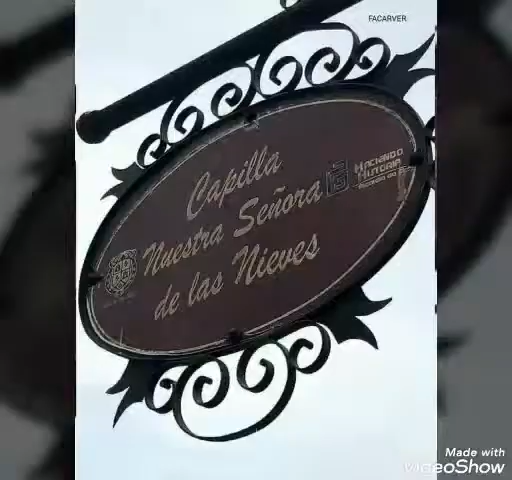 FACARVER
Capilla
Nuestra Señora
de las Nieves
HACIENDO
HISTORIA
Made with
VideoShow